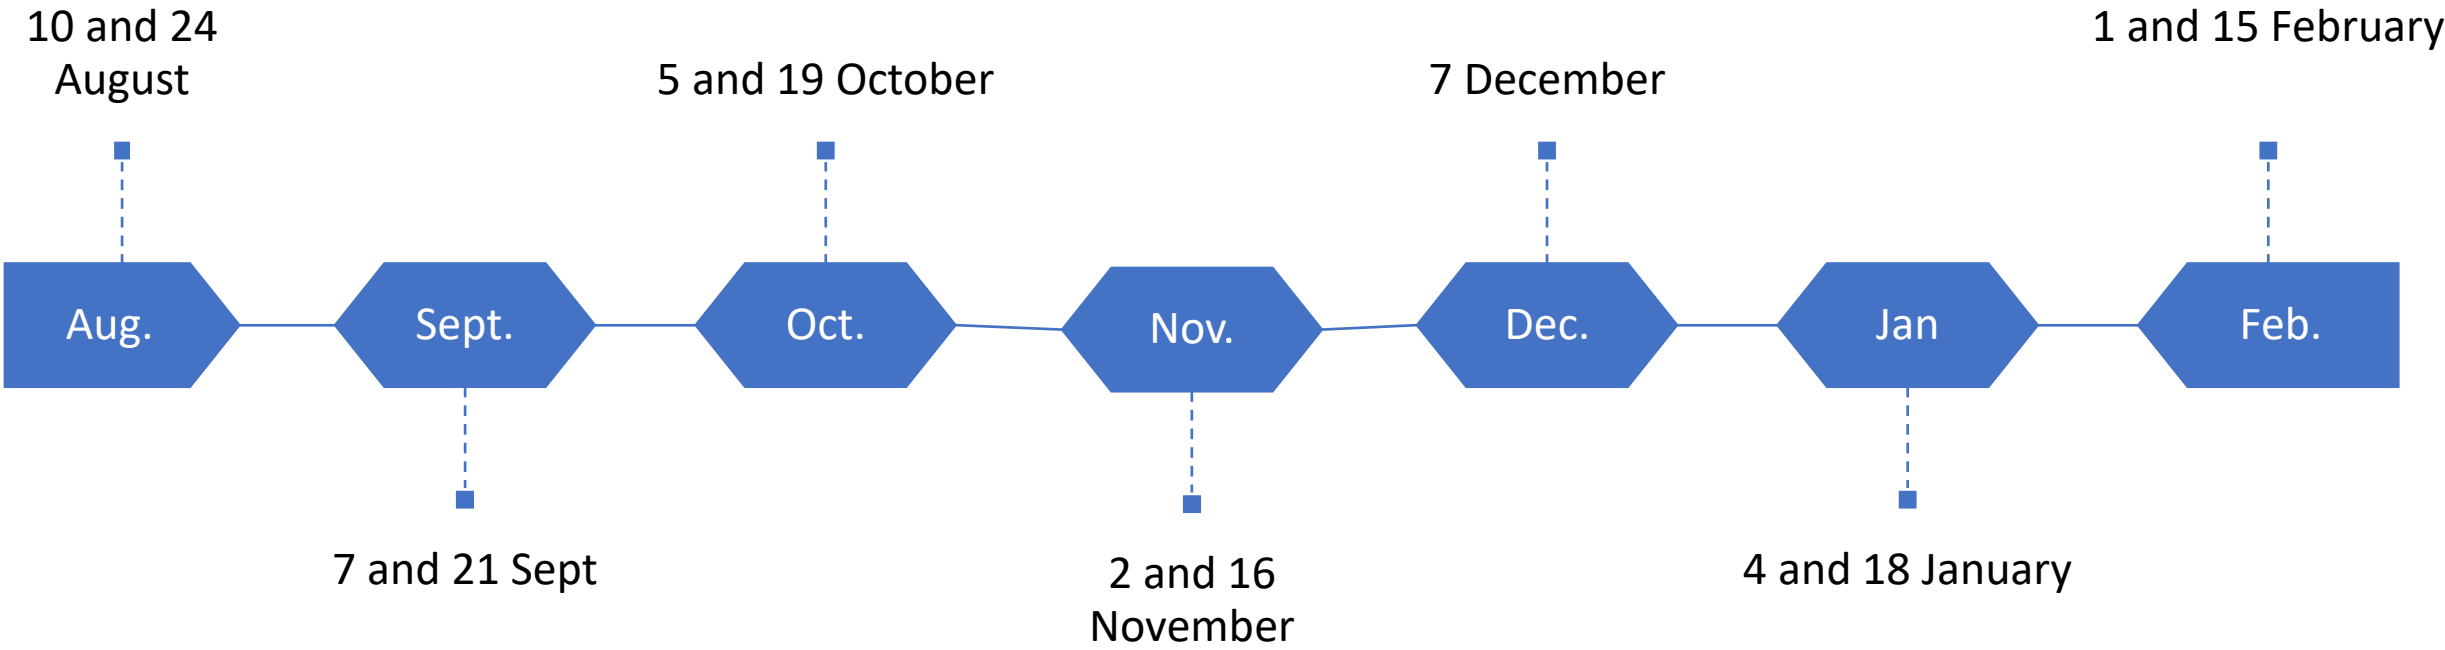 10 and 24
August
5 and 19 October
7 December
1 and 15 February
Aug.
Sept.
Oct.
Nov.
Dec.
Jan
Feb.
7 and 21 Sept
2 and 16
November
4 and 18 January